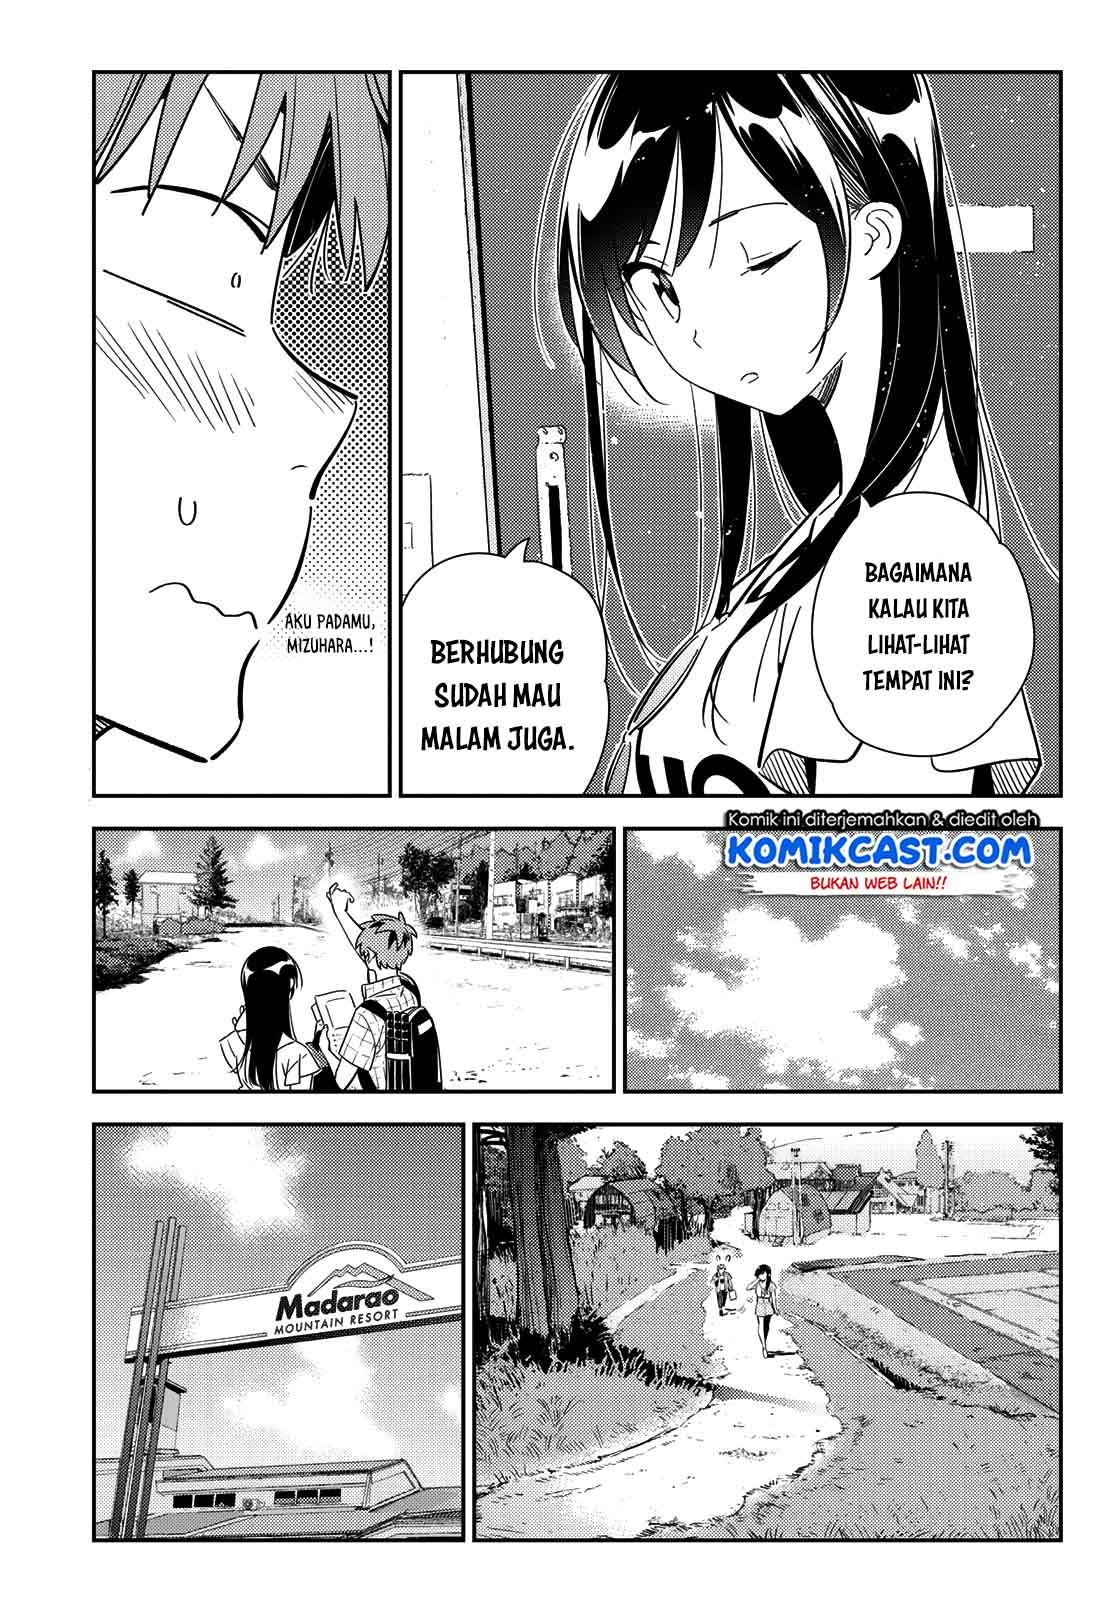 BAGAIMANA
KALAU KITA
LIHAT-LIHAT
TEMPAT INI?
BERHUBUNG
SUDAH MAU
MALAM JUGA.
AKU PADAMU,
MIZUHARA...!
Komik ini diterjemahkan & diedit oleh
KOMIKCAST.COM
BUKAN WEB LAIN!!
Madarao
MOUNTAIN RESORT